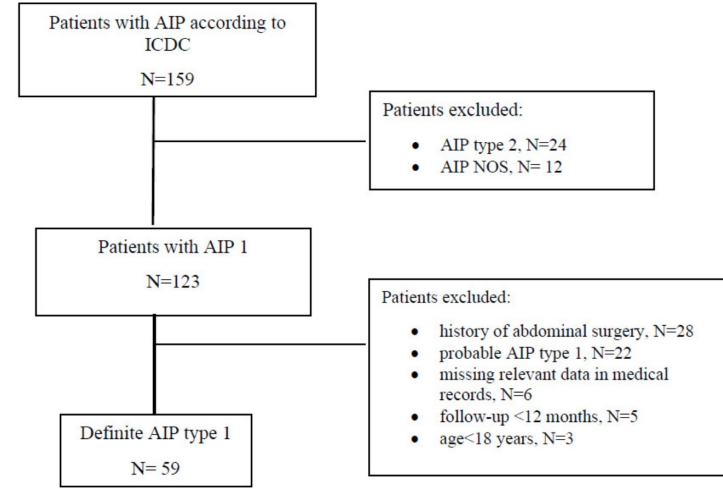 Patients with AIP according to
ICDC
N=159
Patients excluded:
• AIP type 2, N=24
• AIP NOS, N= 12
Patients with AIP 1
N=123
Patients excluded:
• history of abdominal surgery, N=28
• probable AIP type 1, N=22
• missing relevant data in medical
records, N=6
• follow-up <12 months, N=5
• age<18 years, N=3
Definite AIP type 1
N= 59